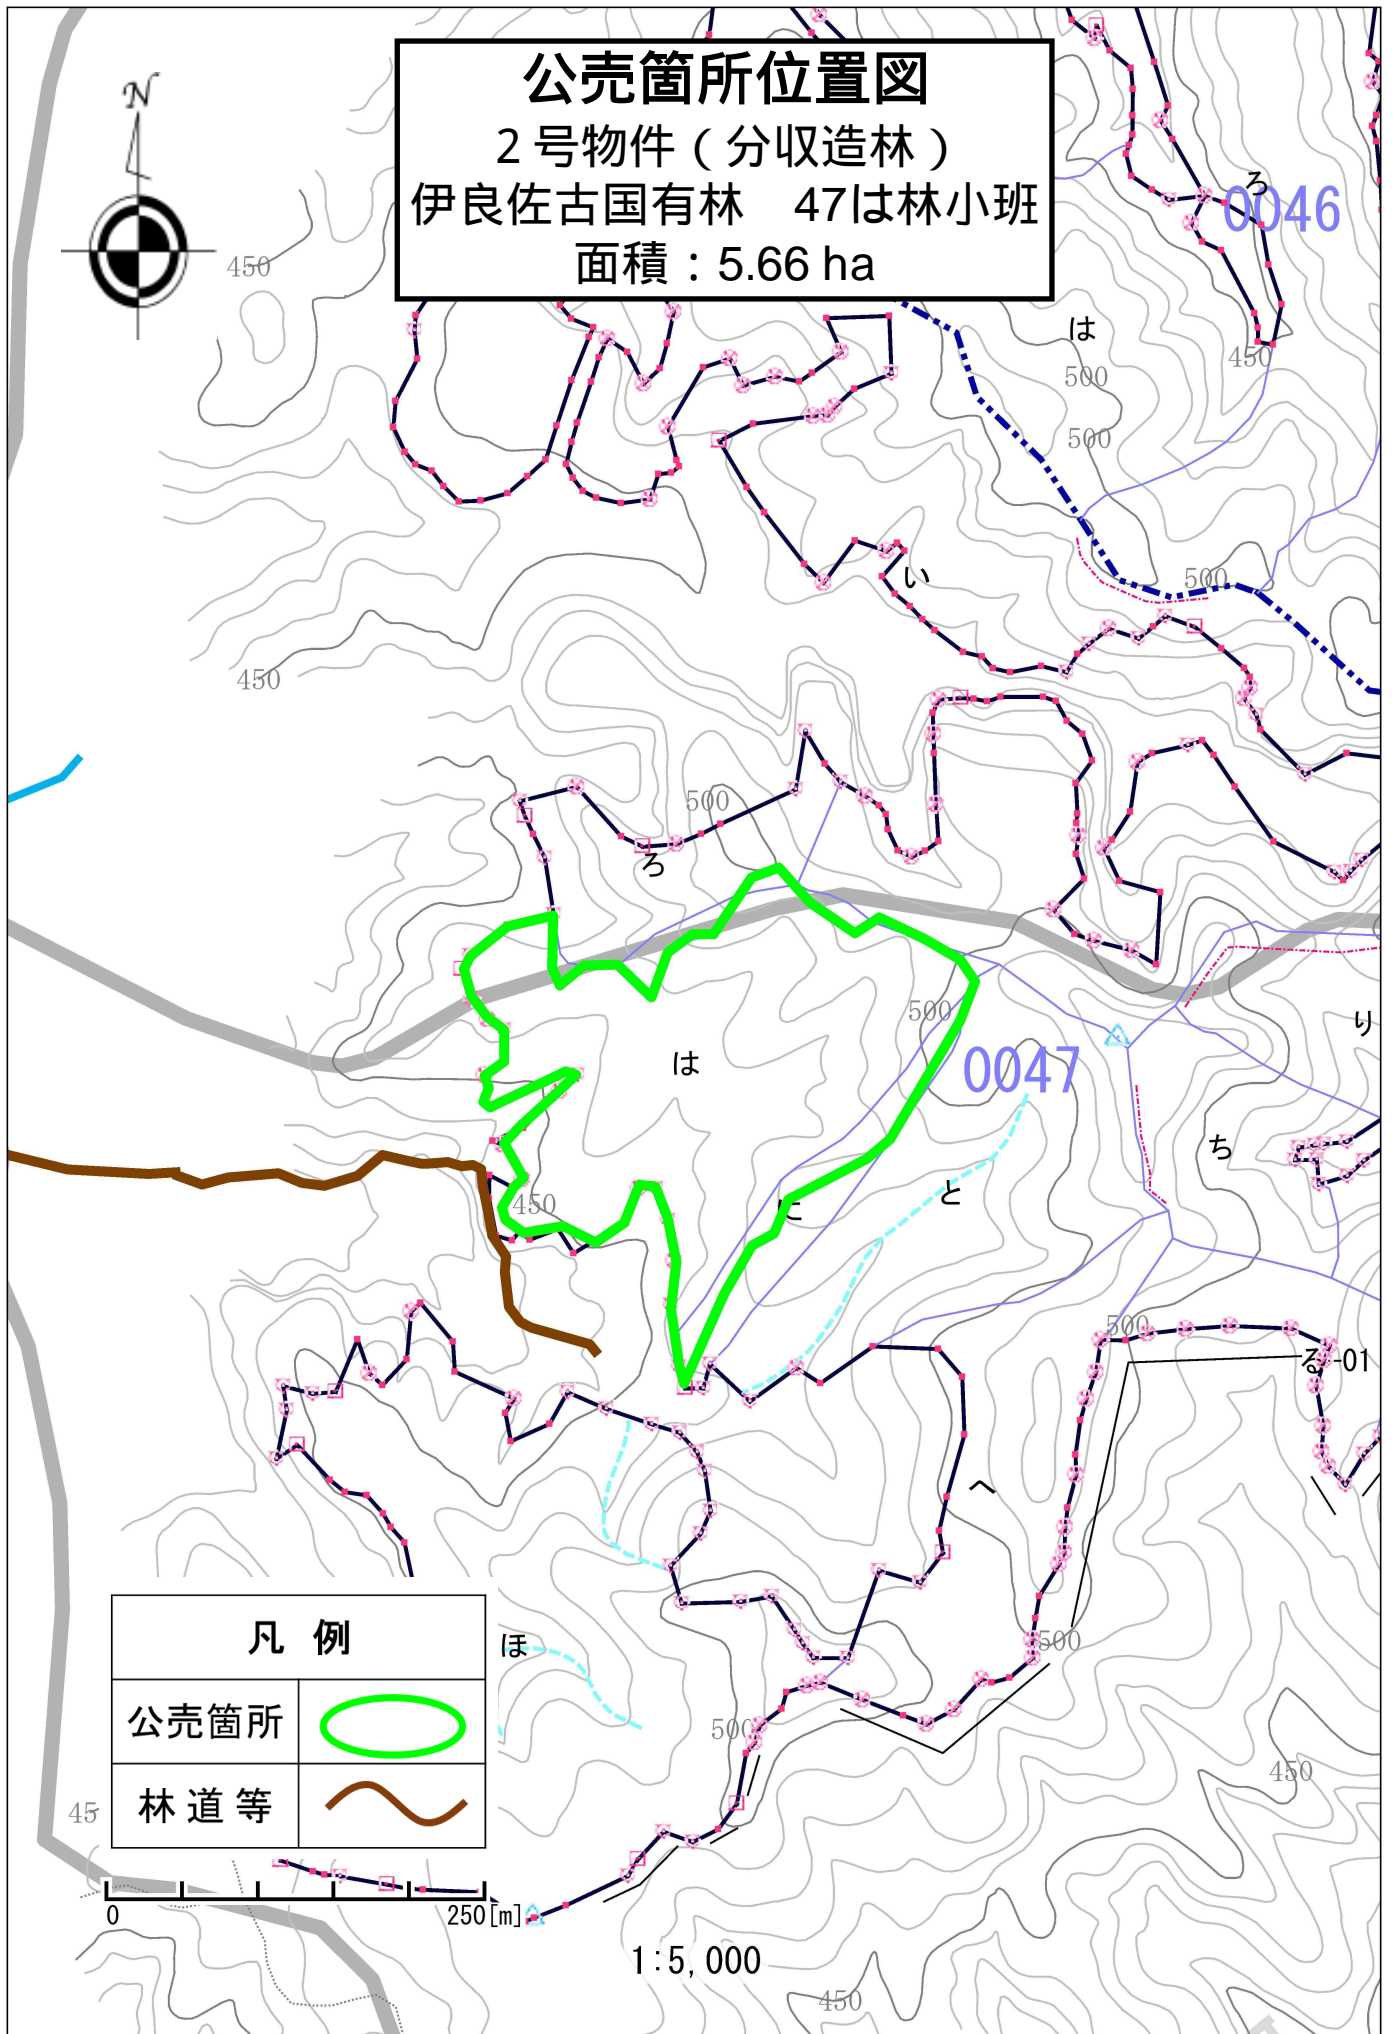 公売箇所位置図
2号物件（分収造林）
伊良佐古国有林　47は林小班
面積：5.66 ha
N
ろ
0046
450
は
450
500
500
い
500
450
500
ろ
500
は
0047
り
ち
と
に
450
500
る-01
へ
ほ
500
500
450
凡 例
公売箇所
林 道 等
45
0
250[m]
1:5,000
450